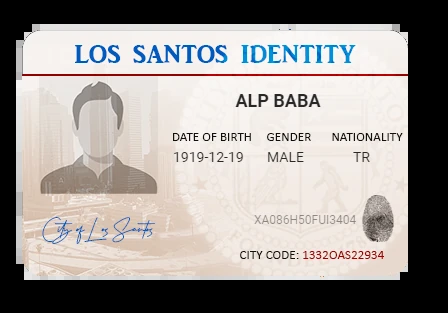 LOS SANTOS IDENTITY
ALP BABA
DATE OF BIRTH GENDER NATIONALITY
1919-12-19 MALE TR
XA086H50FUI3404
City of Los Santos
CITY CODE: 1332OAS22934